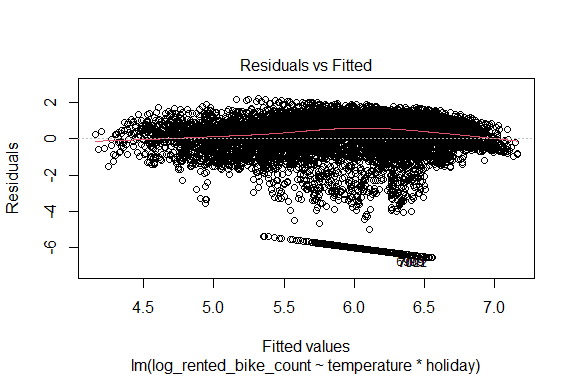 Residuals vs Fitted
Residuals
2
0
-2
-4
-6
4.5 5.0 5.5 6.0 6.5 7.0
Fitted values
lm(log_rented_bike_count ~ temperature * holiday)